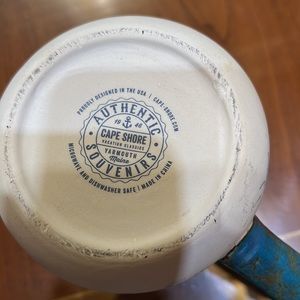 PROUDLY DESIGNED IN THE USA | CAPE-SHORE.COM
AUTHENTIC
19 46
CAPE SHORE
VACATION CLASSICS
YARMOUTH
Maine
SOUVENIRS
MICROWAVE AND DISHWASHER SAFE | MADE IN CHINA